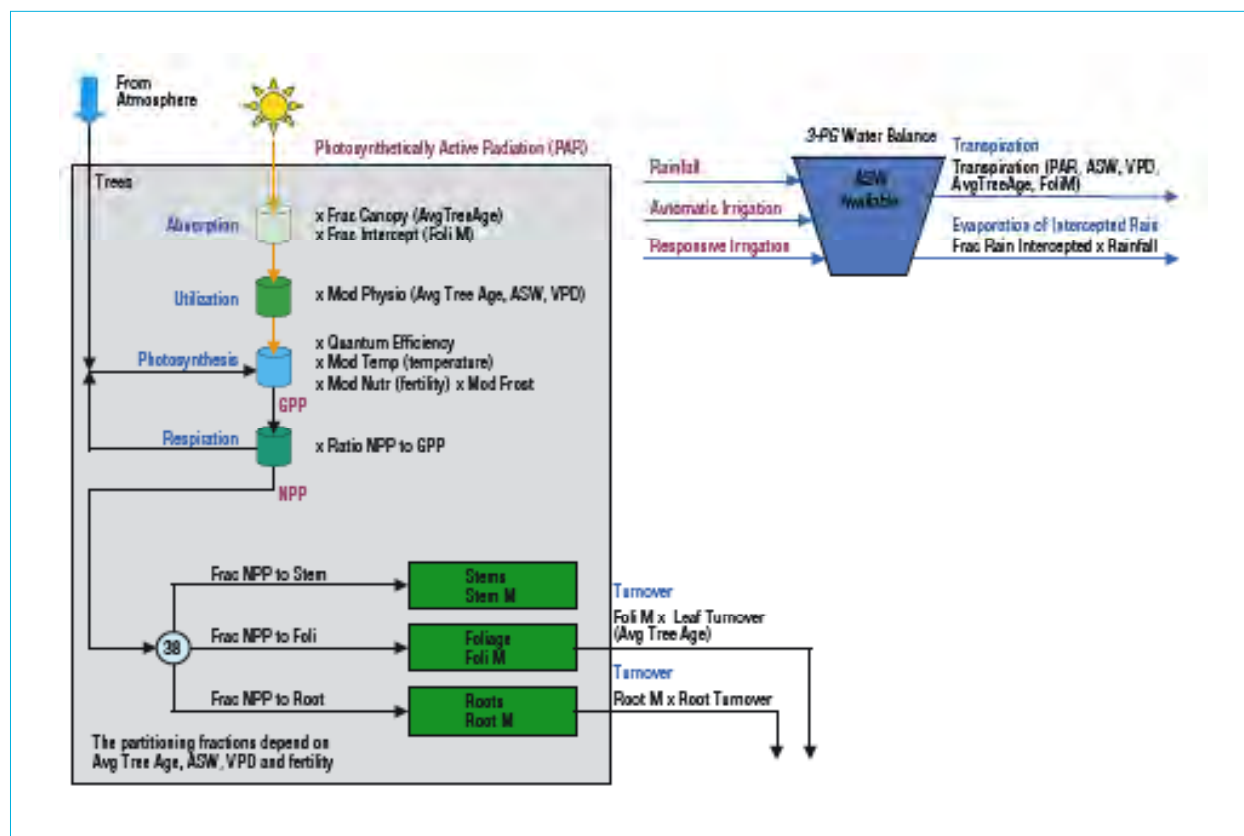 From
Atmosphere
Photosynthetically Active Radiation (PAR)
Trees
Absorption
x Frac Canopy (AvgTreeAge)
x Frac Intercept (Foli M)
Utilization
x Mod Physio (Avg Tree Age, ASW, VPD)
Photosynthesis
x Quantum Efficiency
x Mod Temp (temperature)
x Mod Nutr (fertility) x Mod Frost
GPP
Respiration
x Ratio NPP to GPP
NPP
Frac NPP to Stem
Stems
Stem M
38
Frac NPP to Foli
Foliage
Foli M
Frac NPP to Root
Roots
Root M
The partitioning fractions depend on
Avg Tree Age, ASW, VPD and fertility
Turnover
Foli M x Leaf Turnover
(Avg Tree Age)
Turnover
Root M x Root Turnover
3-PG Water Balance
Rainfall
Automatic Irrigation
Responsive Irrigation
ASW
Available
Transpiration
Transpiration (PAR, ASW, VPD,
AvgTreeAge, FoliM)
Evaporation of Intercepted Rain
Frac Rain Intercepted x Rainfall